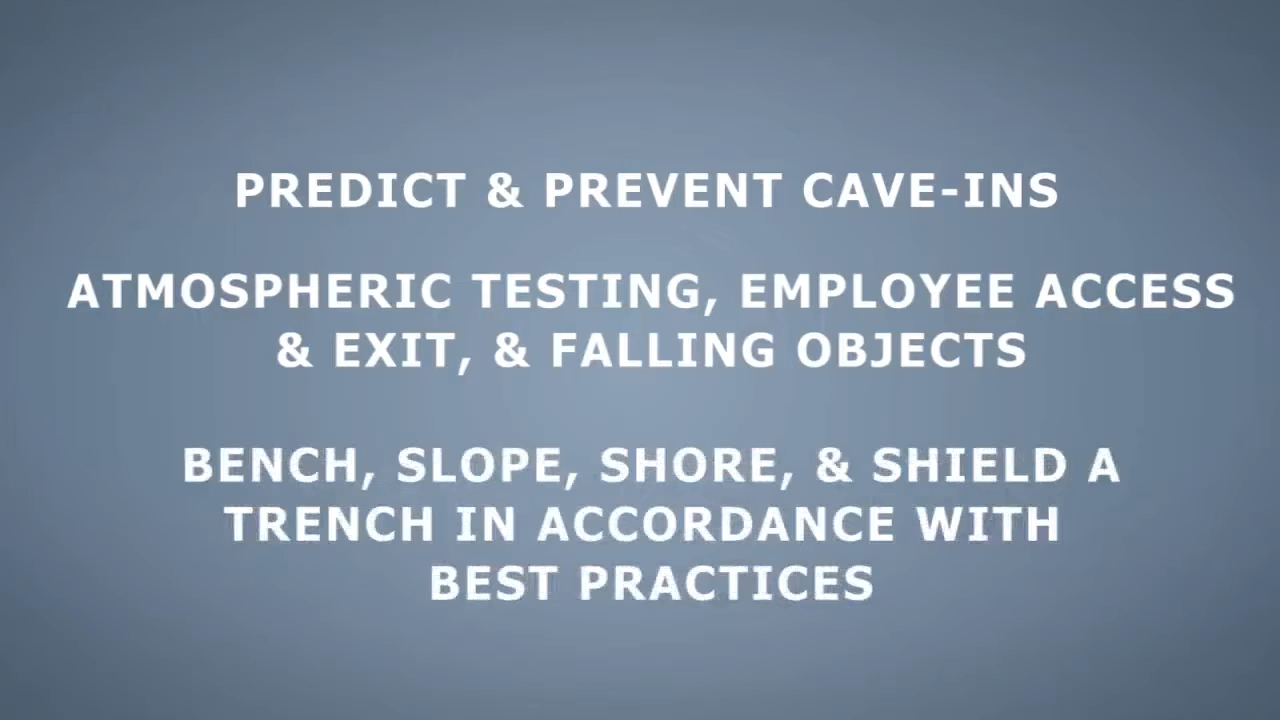 PREDICT & PREVENT CAVE-INS
ATMOSPHERIC TESTING, EMPLOYEE ACCESS
& EXIT, & FALLING OBJECTS
BENCH, SLOPE, SHORE, & SHIELD A
TRENCH IN ACCORDANCE WITH
BEST PRACTICES